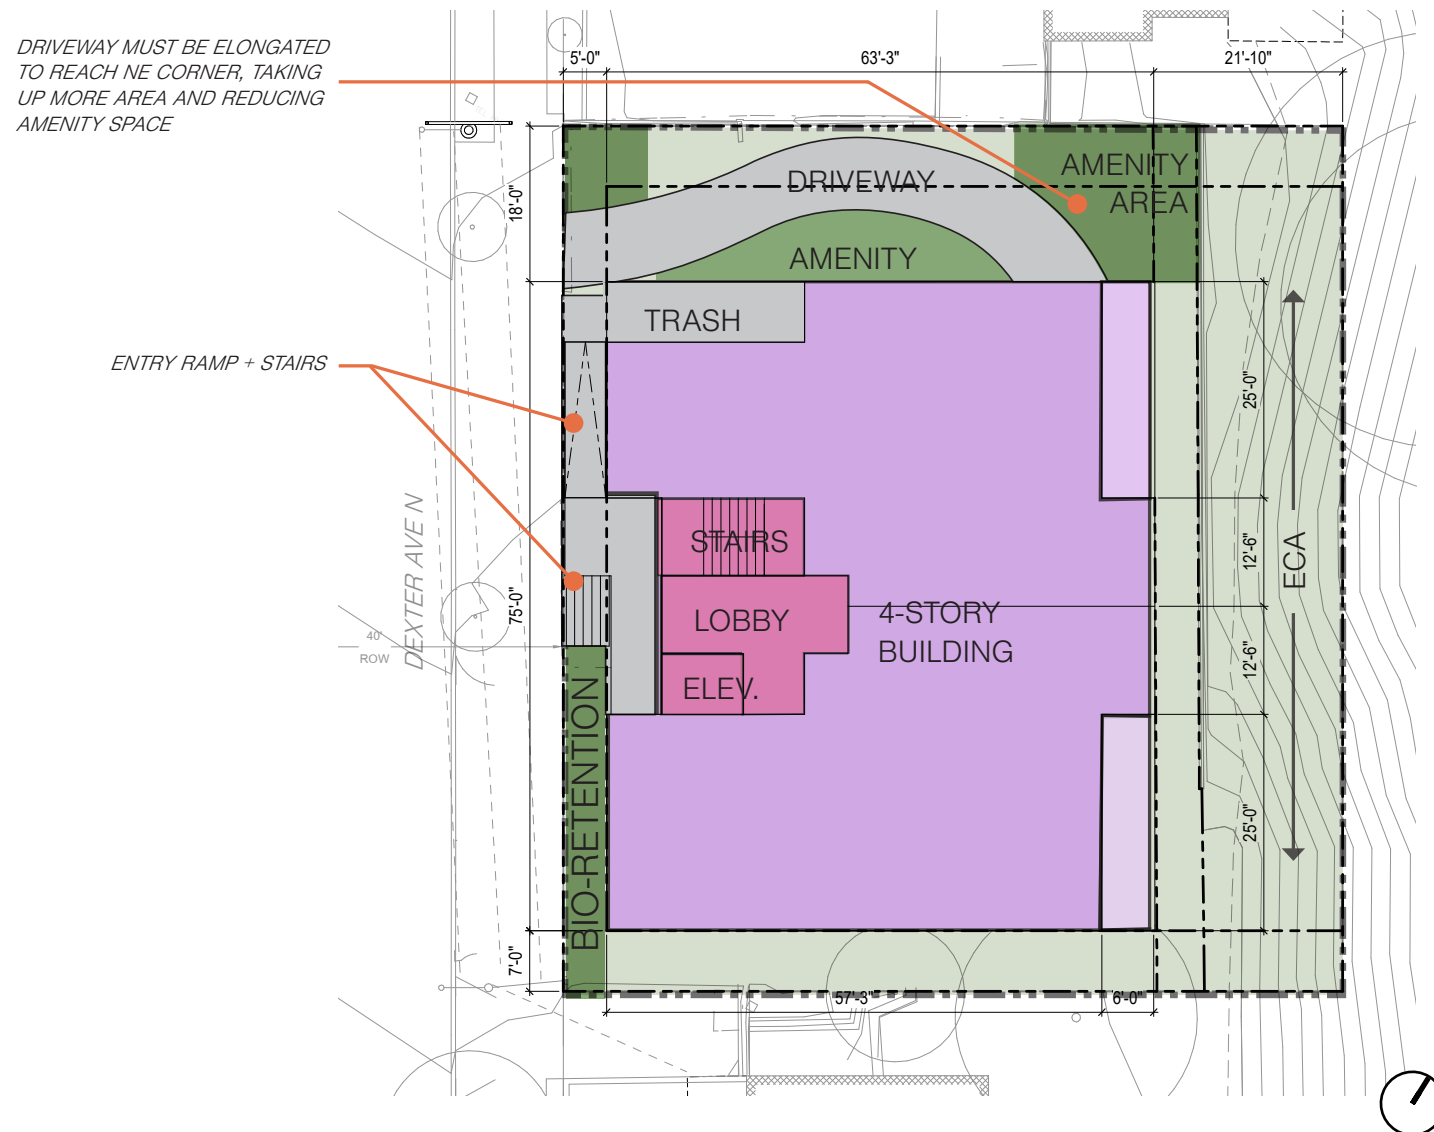 DRIVEWAY MUST BE ELONGATED
TO REACH NE CORNER, TAKING
UP MORE AREA AND REDUCING
AMENITY SPACE
5'-0"
63'-3"
21'-10"
18'-0"
DRIVEWAY
AMENITY
AREA
AMENITY
TRASH
ENTRY RAMP + STAIRS
25'-0"
STAIRS
12'-6"
ECA
DEXTER AVE N
75'-0"
LOBBY
4-STORY
BUILDING
40'
ROW
12'-6"
ELEV.
BIO-RETENTION
25'-0"
7'-0"
57'-3"
6'-0"